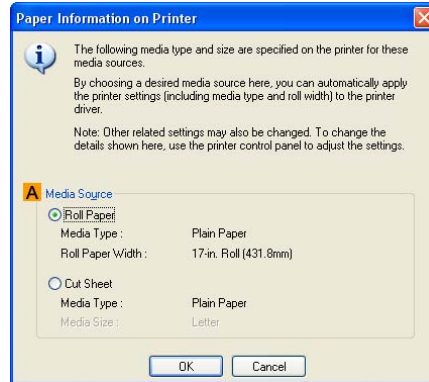 Paper Information on Printer
The following media type and size are specified on the printer for these
media sources.
By choosing a desired media source here, you can automatically apply
the printer settings (including media type and roll width) to the printer
driver.
Note: Other related settings may also be changed. To change the
details shown here, use the printer control panel to adjust the settings.
A Media Source
Roll Paper
Media Type : Plain Paper
Roll Paper Width : 17-in. Roll (431.8mm)
Cut Sheet
Media Type : Plain Paper
Media Size : Letter
OK Cancel